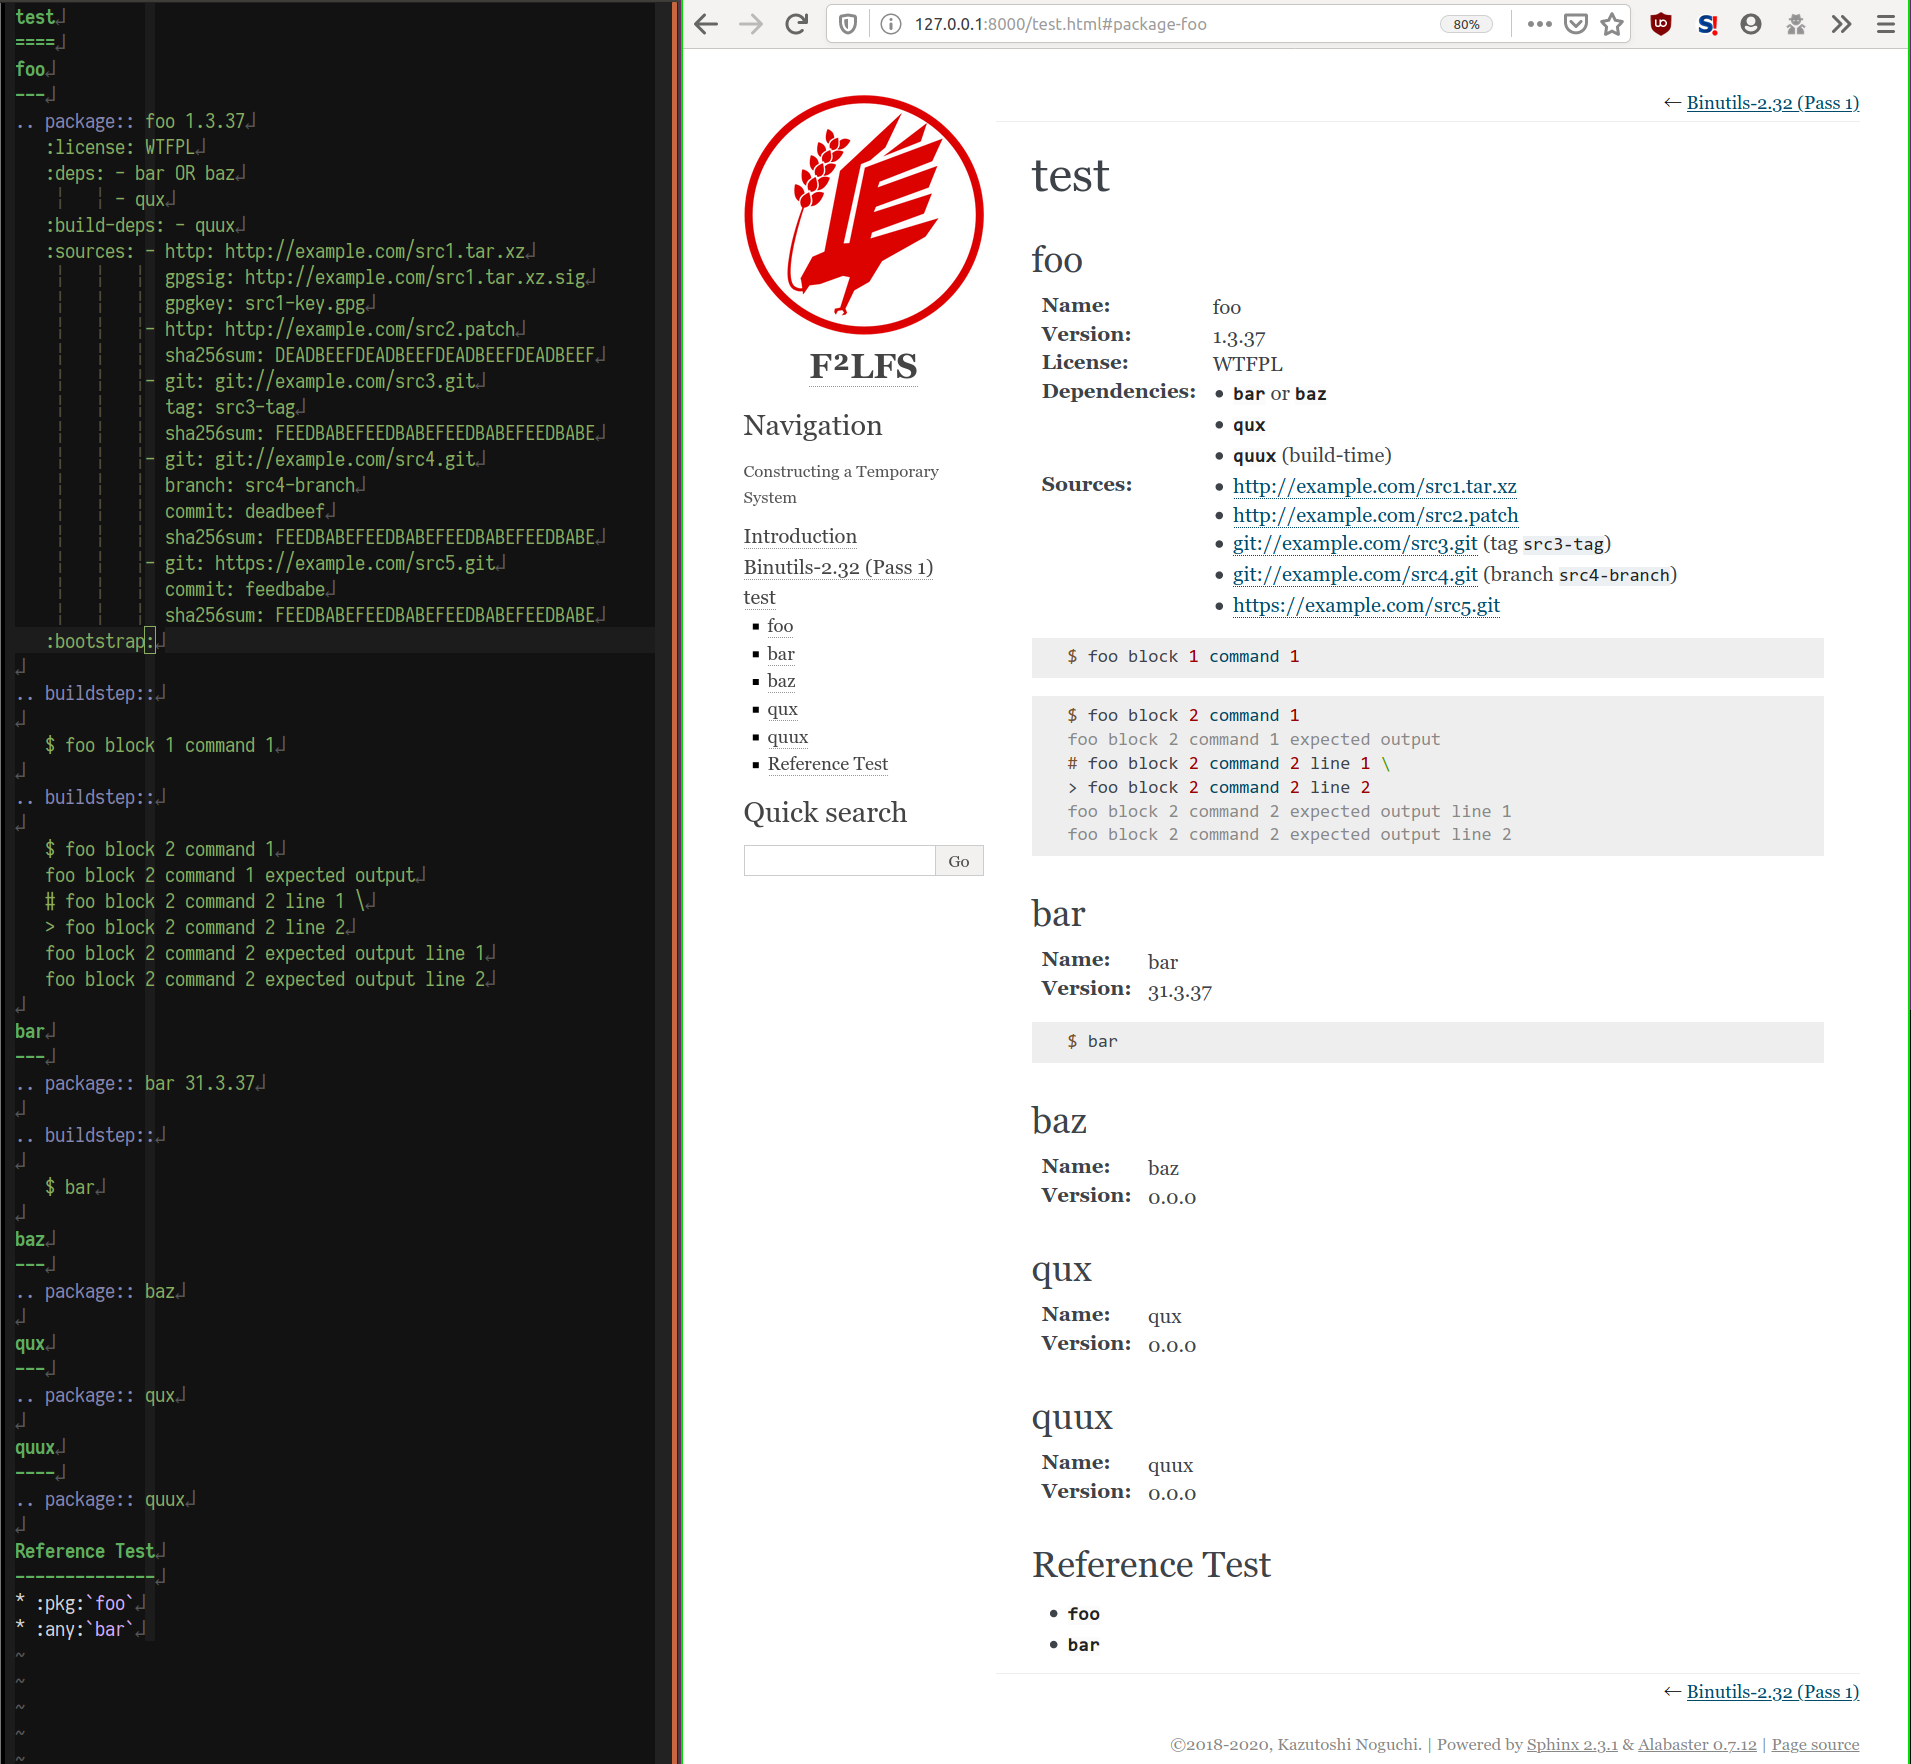 test
====
foo
---
.. package:: foo 1.3.37
:license: WTFPL
:deps: - bar OR baz
- qux
:build-deps: - quux
:sources: - http: http://example.com/src1.tar.xz
gpgsig: http://example.com/src1.tar.xz.sig
gpgkey: src1-key.gpg
- http: http://example.com/src2.patch
sha256sum: DEADBEEFDEADBEEFDEADBEEFDEADBEEF
- git: git://example.com/src3.git
tag: src3-tag
sha256sum: FEEDBABEFEEDBABEFEEDBABEFEEDBABE
- git: git://example.com/src4.git
branch: src4-branch
commit: deadbeef
sha256sum: FEEDBABEFEEDBABEFEEDBABEFEEDBABE
- git: https://example.com/src5.git
commit: feedbabe
sha256sum: FEEDBABEFEEDBABEFEEDBABEFEEDBABE
:bootstrap:
.. buildstep::
$ foo block 1 command 1
.. buildstep::
$ foo block 2 command 1
foo block 2 command 1 expected output
# foo block 2 command 2 line 1 \
> foo block 2 command 2 line 2
foo block 2 command 2 expected output line 1
foo block 2 command 2 expected output line 2
bar
---
.. package:: bar 31.3.37
.. buildstep::
$ bar
baz
---
.. package:: baz
qux
---
.. package:: qux
quux
----
.. package:: quux
Reference Test
--------------
* :pkg:`foo`
* :any:`bar`
~
~
~
~
~
127.0.0.1:8000/test.html#package-foo
80%
S!
F²LFS
Navigation
Constructing a Temporary
System
Introduction
Binutils-2.32 (Pass 1)
test
foo
bar
baz
qux
quux
Reference Test
Quick search
Go
← Binutils-2.32 (Pass 1)
test
foo
Name: foo
Version: 1.3.37
License: WTFPL
Dependencies: • bar or baz
• qux
• quux (build-time)
Sources: • http://example.com/src1.tar.xz
• http://example.com/src2.patch
• git://example.com/src3.git (tag src3-tag)
• git://example.com/src4.git (branch src4-branch)
• https://example.com/src5.git
$ foo block 1 command 1
$ foo block 2 command 1
foo block 2 command 1 expected output
# foo block 2 command 2 line 1 \
> foo block 2 command 2 line 2
foo block 2 command 2 expected output line 1
foo block 2 command 2 expected output line 2
bar
Name: bar
Version: 31.3.37
$ bar
baz
Name: baz
Version: 0.0.0
qux
Name: qux
Version: 0.0.0
quux
Name: quux
Version: 0.0.0
Reference Test
• foo
• bar
← Binutils-2.32 (Pass 1)
©2018-2020, Kazutoshi Noguchi. | Powered by Sphinx 2.3.1 & Alabaster 0.7.12 | Page source